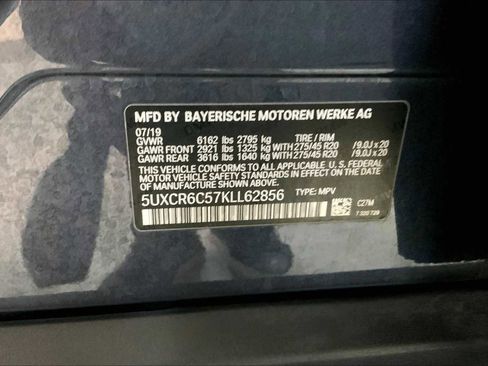 MFD BY BAYERISCHE MOTOREN WERKE AG
07/19
GVWR 6162 lbs 2795 kg TIRE / RIM
GAWR FRONT 2921 lbs 1325 kg WITH 275/45 R20 / 9.0J x 20
GAWR REAR 3616 lbs 1640 kg WITH 275/45 R20 / 9.0J x 20
THIS VEHICLE CONFORMS TO ALL APPLICABLE U. S. FEDERAL
MOTOR VEHICLE SAFETY STANDARDS IN EFFECT ON THE
DATE OF MANUFACTURE SHOWN ABOVE.
5UXCR6C57KLL62856 TYPE: MPV
C27M
7 320 729